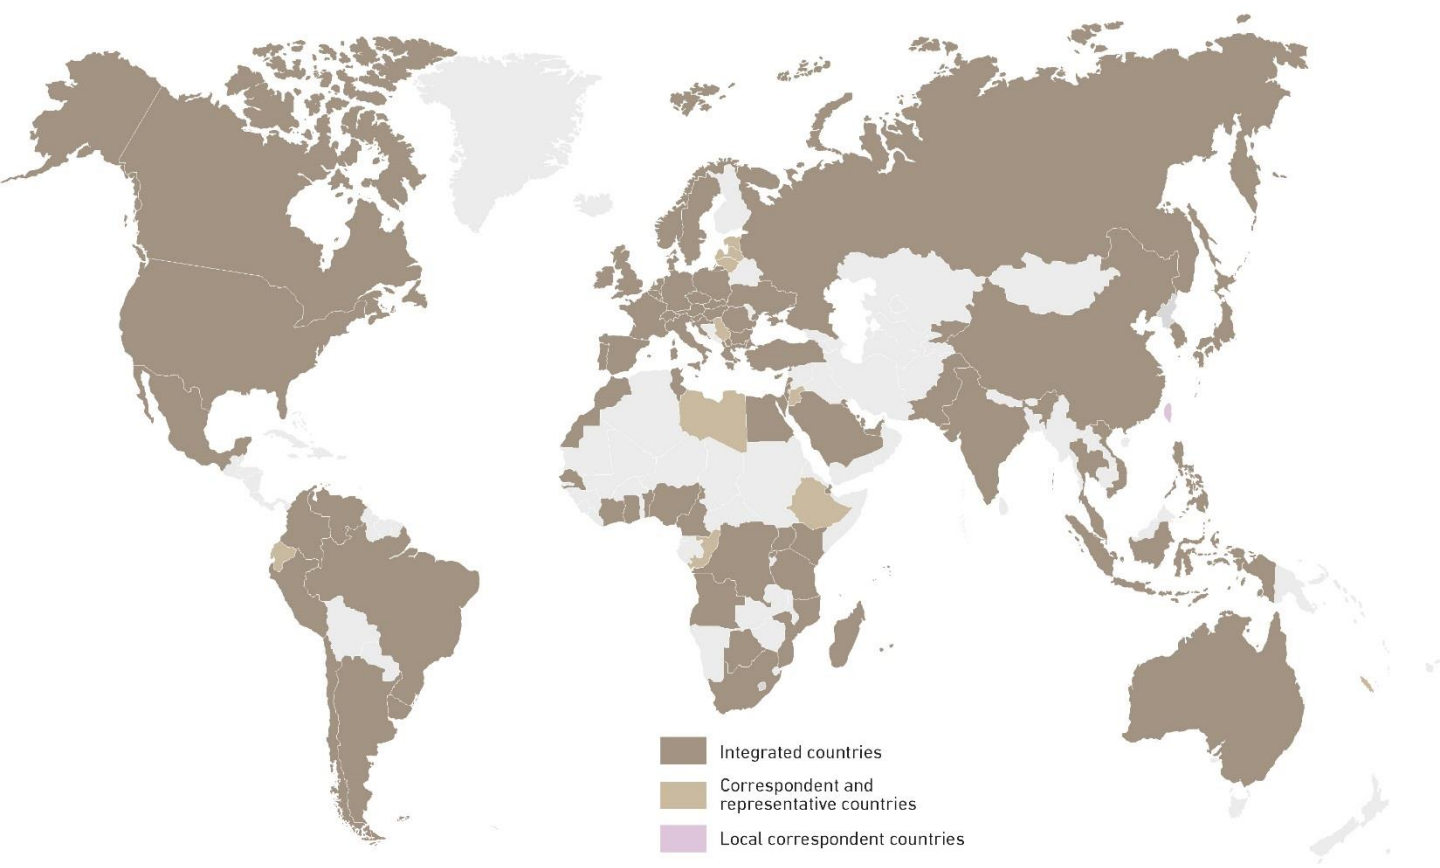 Integrated countries
Correspondent and
representative countries
Local correspondent countries